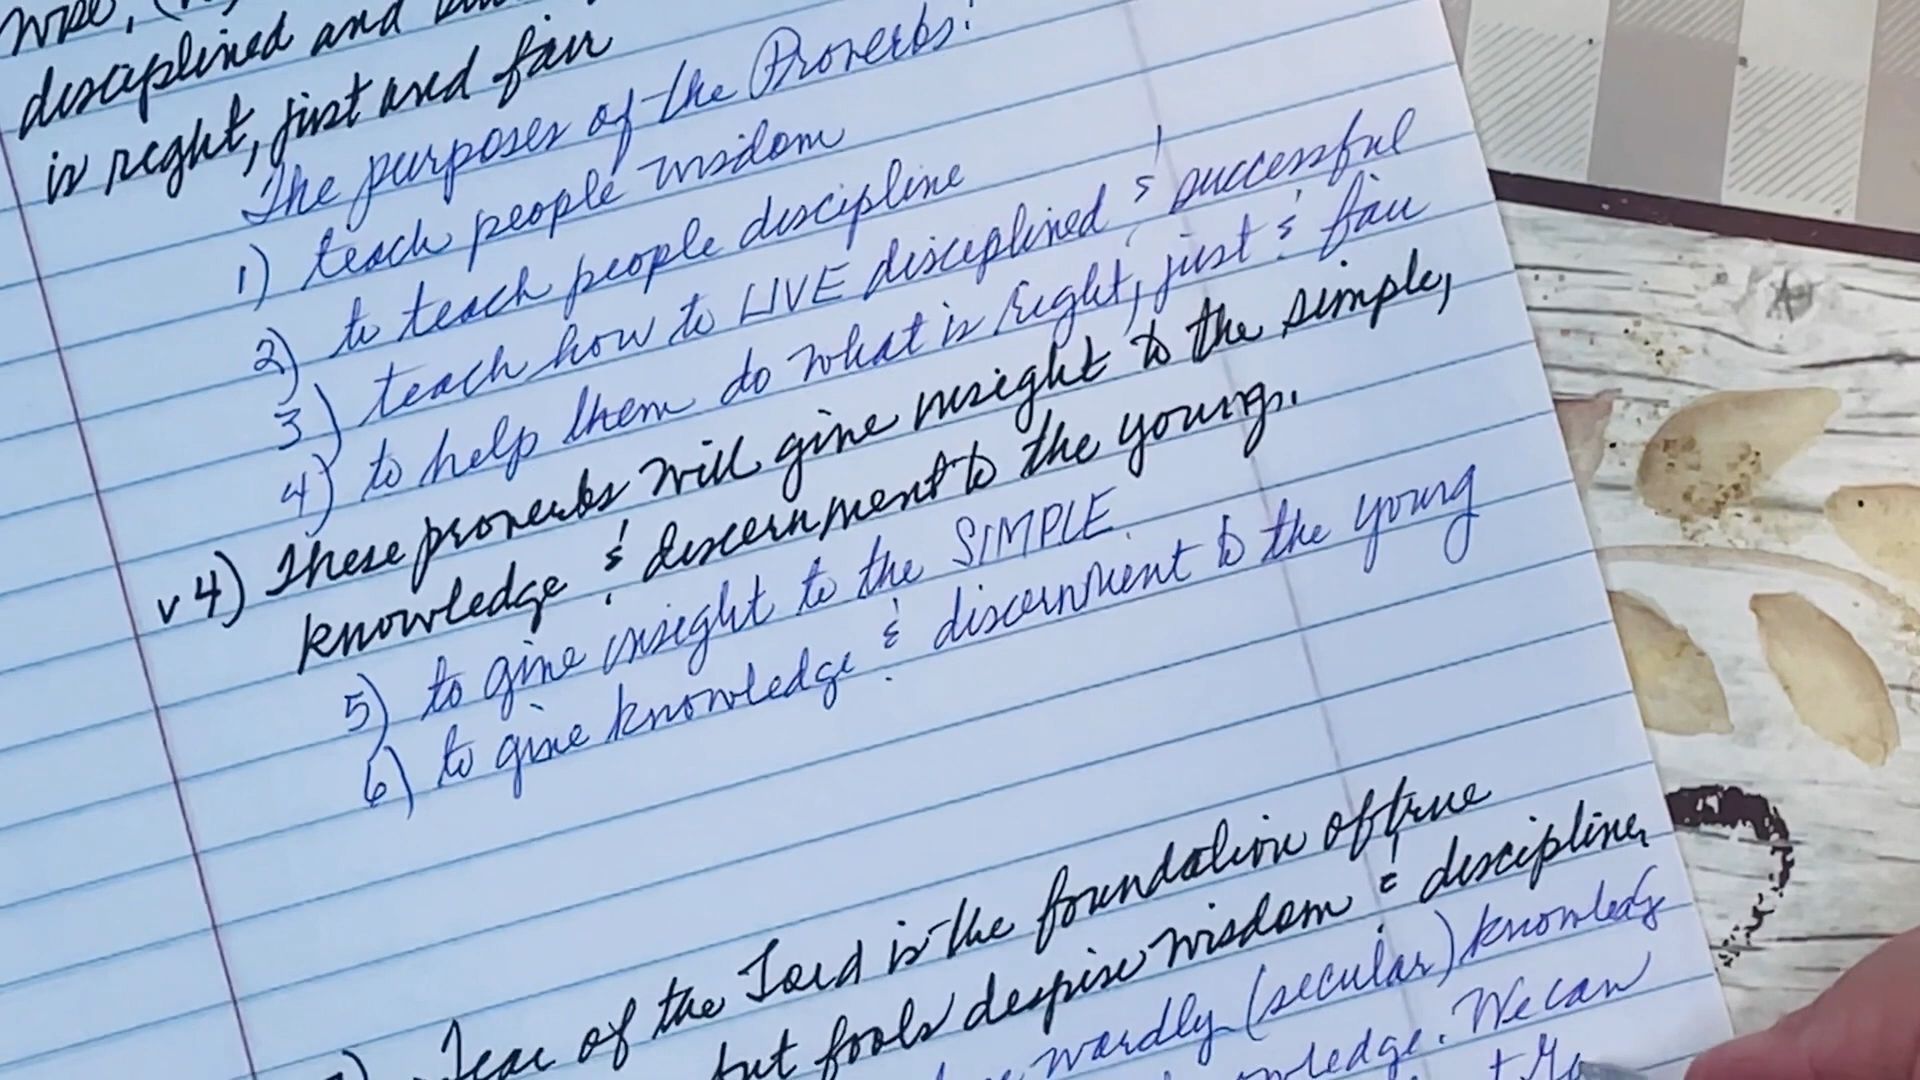 wise,
disciplined and
is right, just and fair
The purposes of the Proverbs:
1) teach people wisdom
2) to teach people discipline
3) teach how to LIVE disciplined & successful
4) to help them do what is Right, just & fair
v 4) These proverbs will give insight to the simple,
knowledge & discernment to the young.
5) to give insight to the SIMPLE.
6) to give knowledge & discernment to the young
Fear of the Lord is the foundation of true
but fools despise wisdom & discipline,
wordly (secular) knowledge
We can